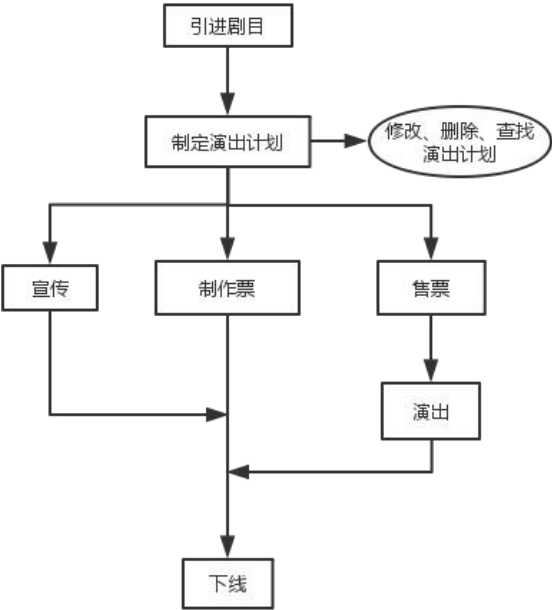 引进剧目
制定演出计划
修改、删除、查找
演出计划
宣传
制作票
售票
演出
下线